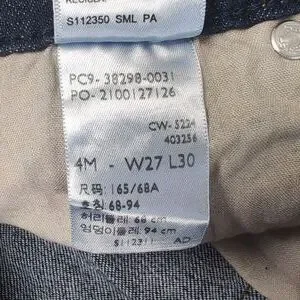 S112350 SML PA
PC9- 38298-0031
PO- 2100127126
CW- 5224
403256
4M - W27 L30
尺码: 165/68A
호칭: 68-94
허리둘레: 68 cm
엉덩이둘레: 94 cm
S112311 AD